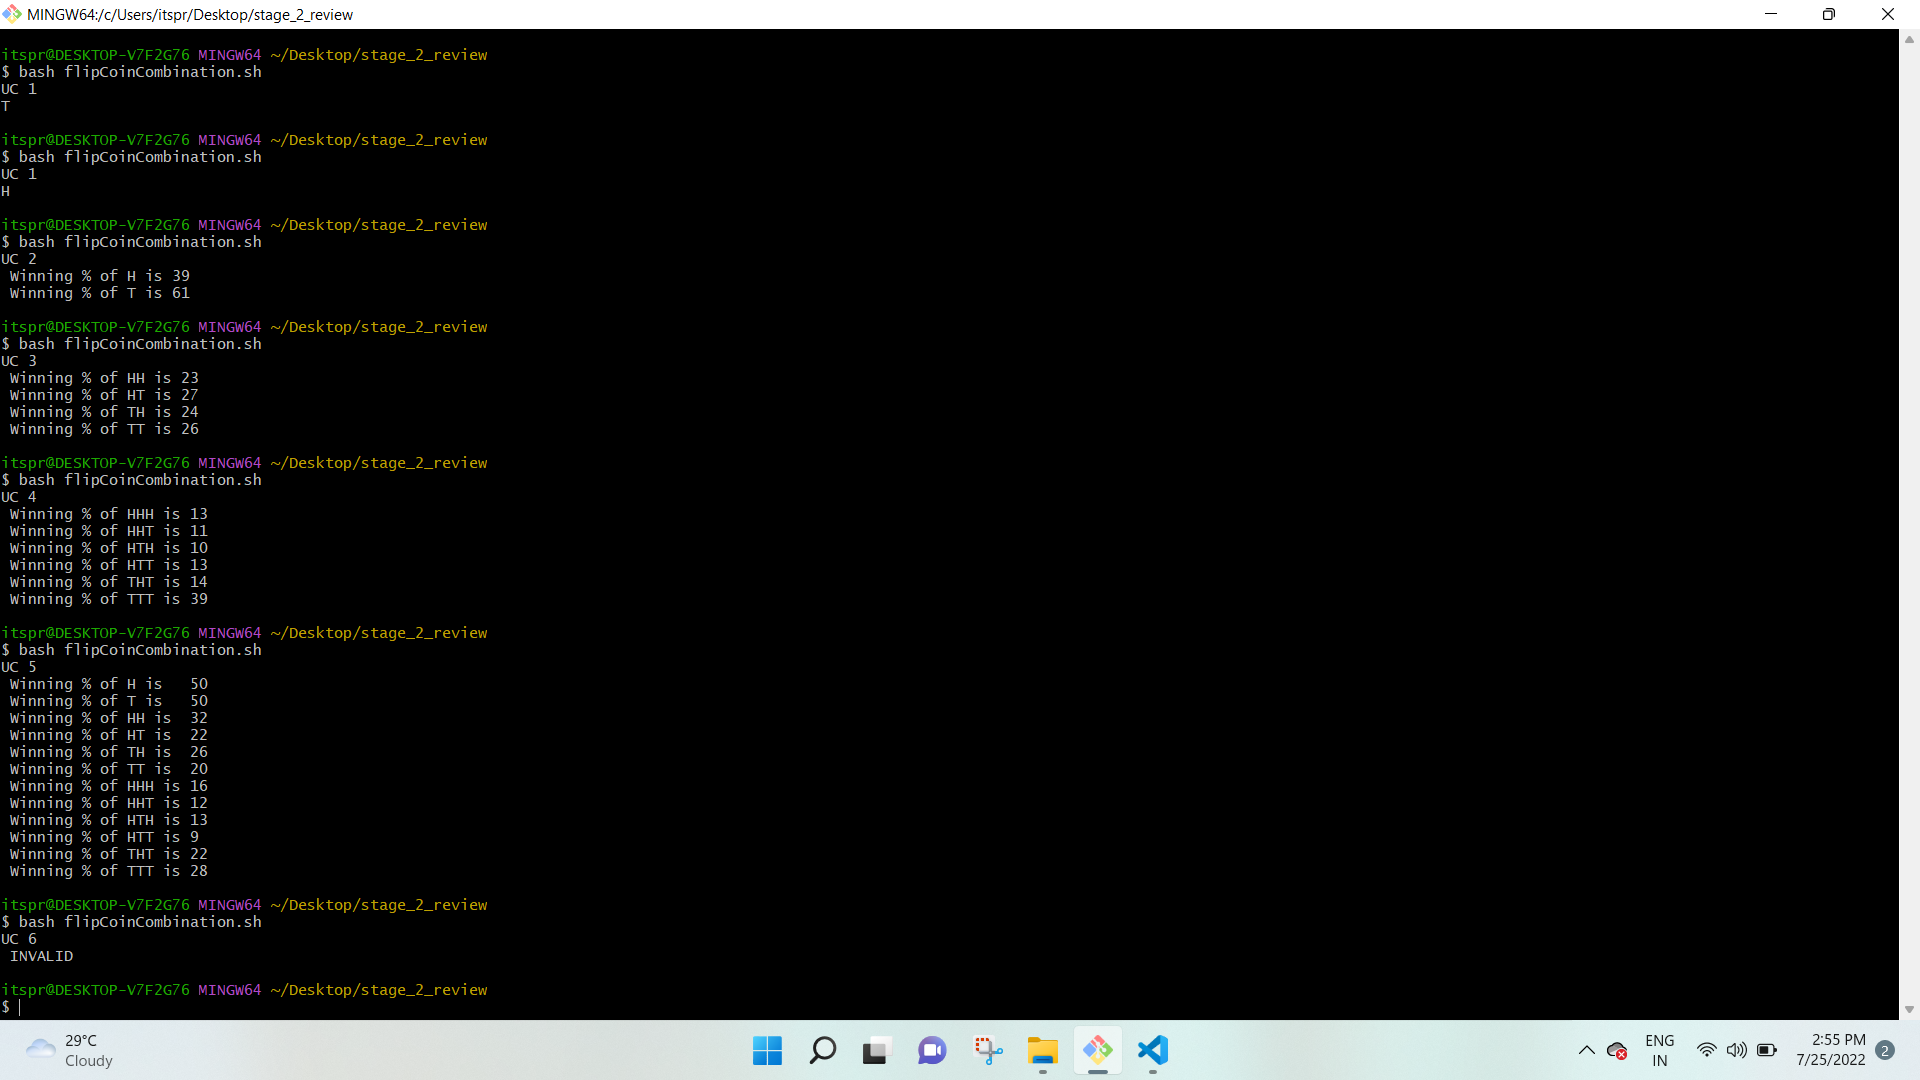 MINGW64:/c/Users/itspr/Desktop/stage_2_review
itspr@DESKTOP-V7F2G76 MINGW64 ~/Desktop/stage_2_review
$ bash flipCoinCombination.sh
UC 1
T
itspr@DESKTOP-V7F2G76 MINGW64 ~/Desktop/stage_2_review
$ bash flipCoinCombination.sh
UC 1
H
itspr@DESKTOP-V7F2G76 MINGW64 ~/Desktop/stage_2_review
$ bash flipCoinCombination.sh
UC 2
Winning % of H is 39
Winning % of T is 61
itspr@DESKTOP-V7F2G76 MINGW64 ~/Desktop/stage_2_review
$ bash flipCoinCombination.sh
UC 3
Winning % of HH is 23
Winning % of HT is 27
Winning % of TH is 24
Winning % of TT is 26
itspr@DESKTOP-V7F2G76 MINGW64 ~/Desktop/stage_2_review
$ bash flipCoinCombination.sh
UC 4
Winning % of HHH is 13
Winning % of HHT is 11
Winning % of HTH is 10
Winning % of HTT is 13
Winning % of THT is 14
Winning % of TTT is 39
itspr@DESKTOP-V7F2G76 MINGW64 ~/Desktop/stage_2_review
$ bash flipCoinCombination.sh
UC 5
Winning % of H is   50
Winning % of T is   50
Winning % of HH is  32
Winning % of HT is  22
Winning % of TH is  26
Winning % of TT is  20
Winning % of HHH is 16
Winning % of HHT is 12
Winning % of HTH is 13
Winning % of HTT is 9
Winning % of THT is 22
Winning % of TTT is 28
itspr@DESKTOP-V7F2G76 MINGW64 ~/Desktop/stage_2_review
$ bash flipCoinCombination.sh
UC 6
INVALID
itspr@DESKTOP-V7F2G76 MINGW64 ~/Desktop/stage_2_review
$
29°C
Cloudy
ENG
IN
2:55 PM
7/25/2022
2